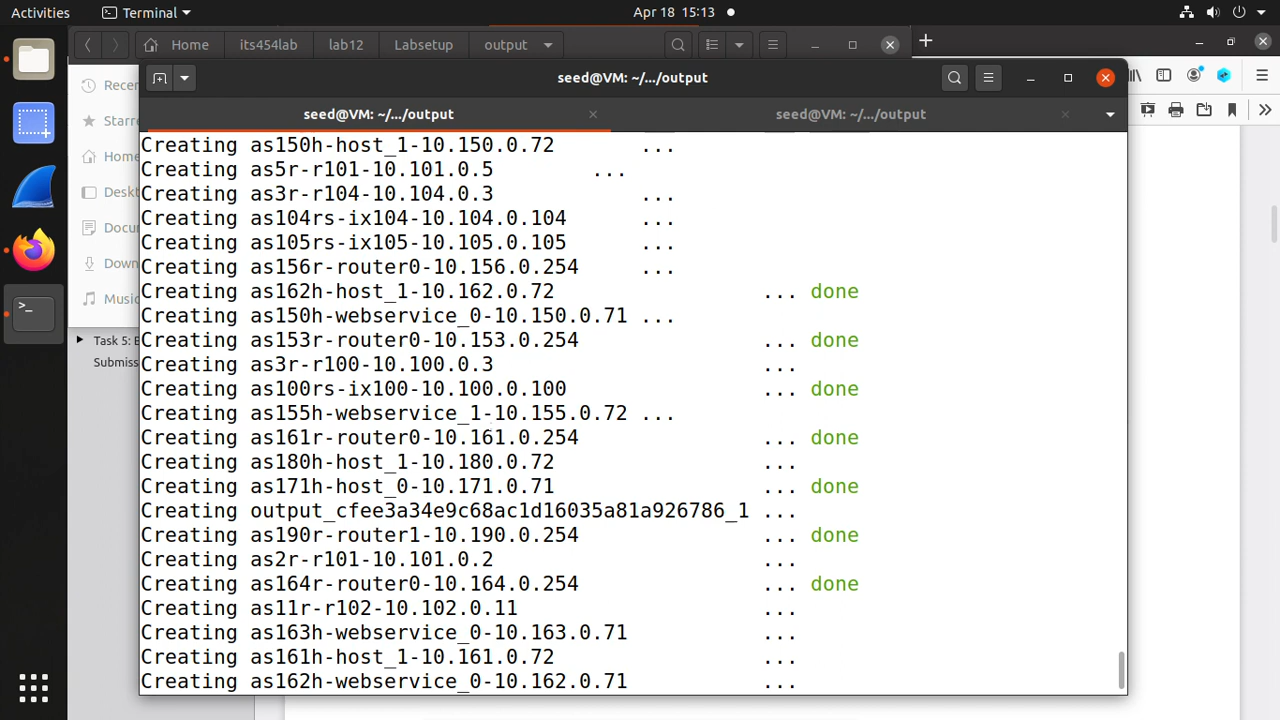 Activities Terminal Apr 18 15:13
Home its454lab lab12 Labsetup output
seed@VM: ~/.../output
Recen
Starre
Home
Deskt
Docu
Down
Music
Task 5: E
Submiss
seed@VM: ~/.../output seed@VM: ~/.../output
Creating as150h-host_1-10.150.0.72 ...
Creating as5r-r101-10.101.0.5 ...
Creating as3r-r104-10.104.0.3 ...
Creating as104rs-ix104-10.104.0.104 ...
Creating as105rs-ix105-10.105.0.105 ...
Creating as156r-router0-10.156.0.254 ...
Creating as162h-host_1-10.162.0.72 ... done
Creating as150h-webservice_0-10.150.0.71 ...
Creating as153r-router0-10.153.0.254 ... done
Creating as3r-r100-10.100.0.3 ...
Creating as100rs-ix100-10.100.0.100 ... done
Creating as155h-webservice_1-10.155.0.72 ...
Creating as161r-router0-10.161.0.254 ... done
Creating as180h-host_1-10.180.0.72 ...
Creating as171h-host_0-10.171.0.71 ... done
Creating output_cfee3a34e9c68ac1d16035a81a926786_1 ...
Creating as190r-router1-10.190.0.254 ... done
Creating as2r-r101-10.101.0.2 ...
Creating as164r-router0-10.164.0.254 ... done
Creating as11r-r102-10.102.0.11 ...
Creating as163h-webservice_0-10.163.0.71 ...
Creating as161h-host_1-10.161.0.72 ...
Creating as162h-webservice_0-10.162.0.71 ...